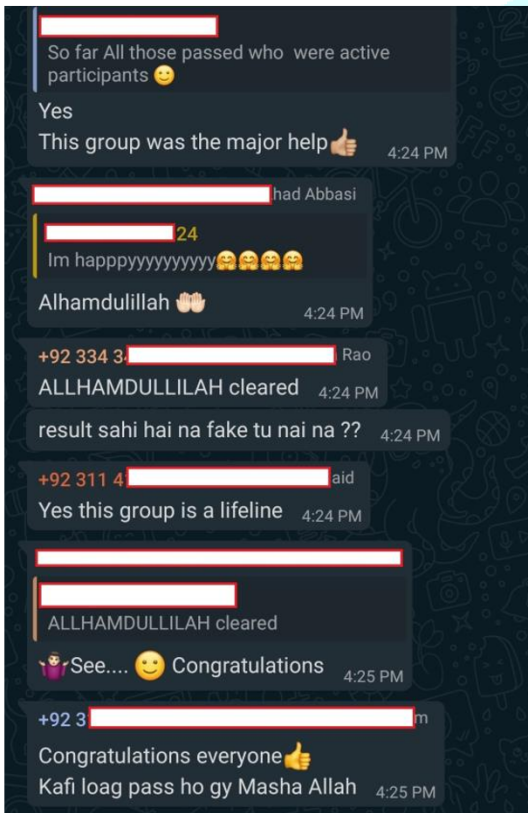 So far All those passed who were active
participants 🙂
Yes
This group was the major help👍🏼
4:24 PM
had Abbasi
24
Im happpyyyyyyyyyy🤗🤗🤗🤗
Alhamdulillah 🤲🏻
4:24 PM
+92 334 3 Rao
ALLHAMDULLILAH cleared 4:24 PM
result sahi hai na fake tu nai na ?? 4:24 PM
+92 311 4 aid
Yes this group is a lifeline 4:24 PM
ALLHAMDULLILAH cleared
🤷🏻‍♂️See.... 🙂 Congratulations 4:25 PM
+92 3 m
Congratulations everyone👍
Kafi loag pass ho gy Masha Allah 4:25 PM